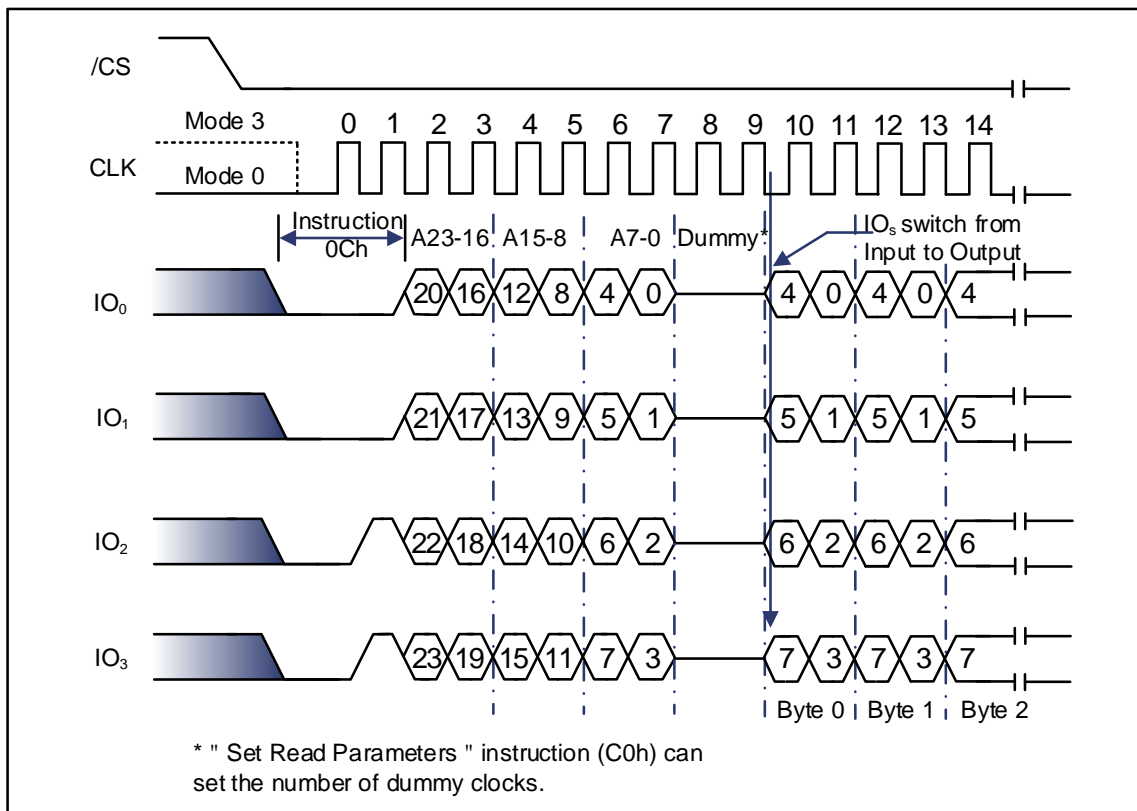 /CS
Mode 3
0 1 2 3 4 5 6 7 8 9 10 11 12 13 14
CLK
Mode 0
Instruction
0Ch
A23-16 A15-8 A7-0 Dummy*
IOs switch from
Input to Output
IO0
20 16 12 8 4 0 4 0 4 0 4
IO1
21 17 13 9 5 1 5 1 5 1 5
IO2
22 18 14 10 6 2 6 2 6 2 6
IO3
23 19 15 11 7 3 7 3 7 3 7
Byte 0 Byte 1 Byte 2
* " Set Read Parameters " instruction (C0h) can
set the number of dummy clocks.